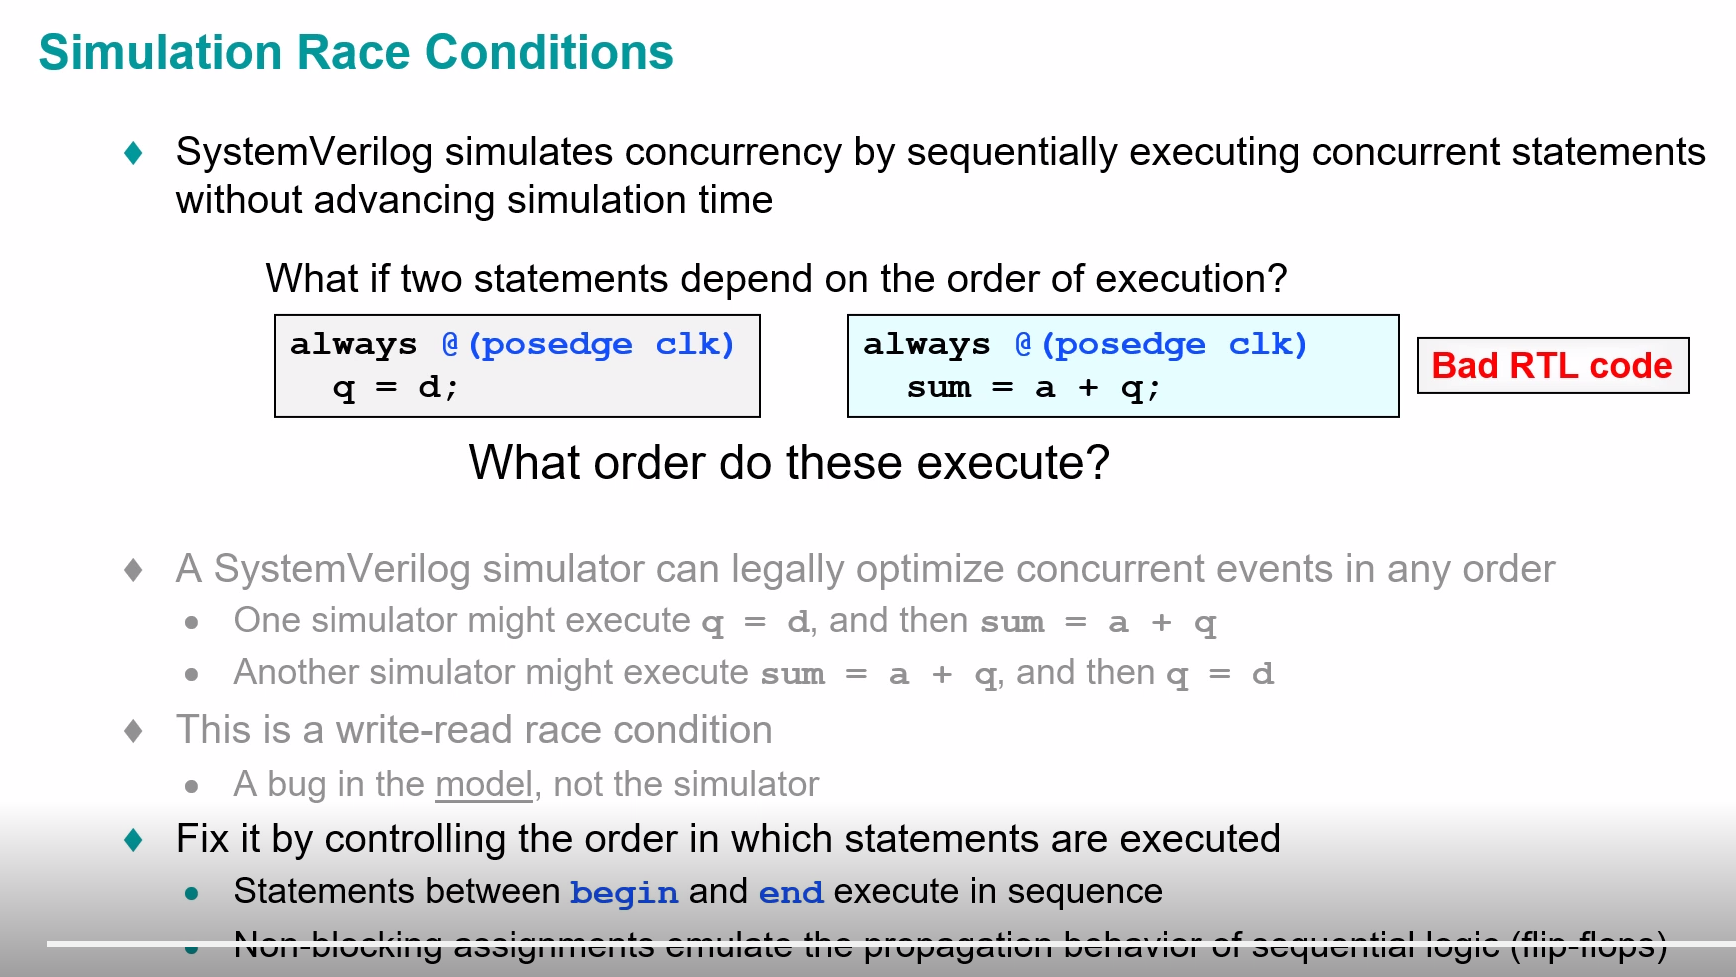 Simulation Race Conditions
SystemVerilog simulates concurrency by sequentially executing concurrent statements
without advancing simulation time
What if two statements depend on the order of execution?
always @(posedge clk)
q = d;
always @(posedge clk)
sum = a + q;
Bad RTL code
What order do these execute?
A SystemVerilog simulator can legally optimize concurrent events in any order
One simulator might execute q = d, and then sum = a + q
Another simulator might execute sum = a + q, and then q = d
This is a write-read race condition
A bug in the model, not the simulator
Fix it by controlling the order in which statements are executed
Statements between begin and end execute in sequence
Non-blocking assignments emulate the propagation behavior of sequential logic (flip-flops)